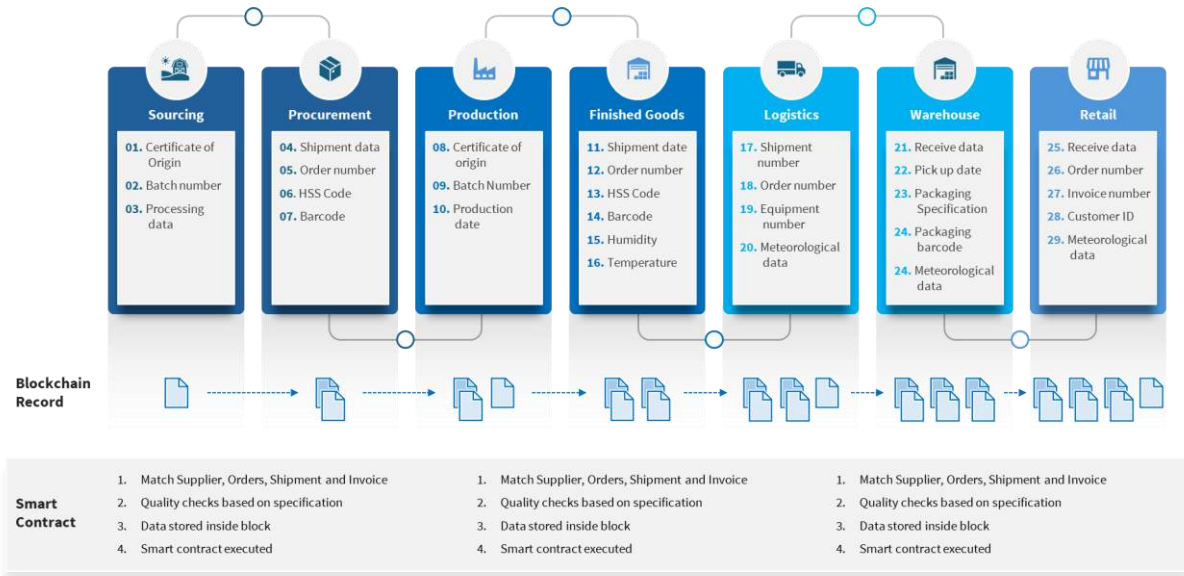 Sourcing
01. Certificate of
Origin
02. Batch number
03. Processing
data
Procurement
04. Shipment data
05. Order number
06. HSS Code
07. Barcode
Production
08. Certificate of
origin
09. Batch Number
10. Production
date
Finished Goods
11. Shipment date
12. Order number
13. HSS Code
14. Barcode
15. Humidity
16. Temperature
Logistics
17. Shipment
number
18. Order number
19. Equipment
number
20. Meteorological
data
Warehouse
21. Receive data
22. Pick up date
23. Packaging
Specification
24. Packaging
barcode
24. Meteorological
data
Retail
25. Receive data
26. Order number
27. Invoice number
28. Customer ID
29. Meteorological
data
Blockchain
Record
Smart
Contract
1. Match Supplier, Orders, Shipment and Invoice
2. Quality checks based on specification
3. Data stored inside block
4. Smart contract executed
1. Match Supplier, Orders, Shipment and Invoice
2. Quality checks based on specification
3. Data stored inside block
4. Smart contract executed
1. Match Supplier, Orders, Shipment and Invoice
2. Quality checks based on specification
3. Data stored inside block
4. Smart contract executed